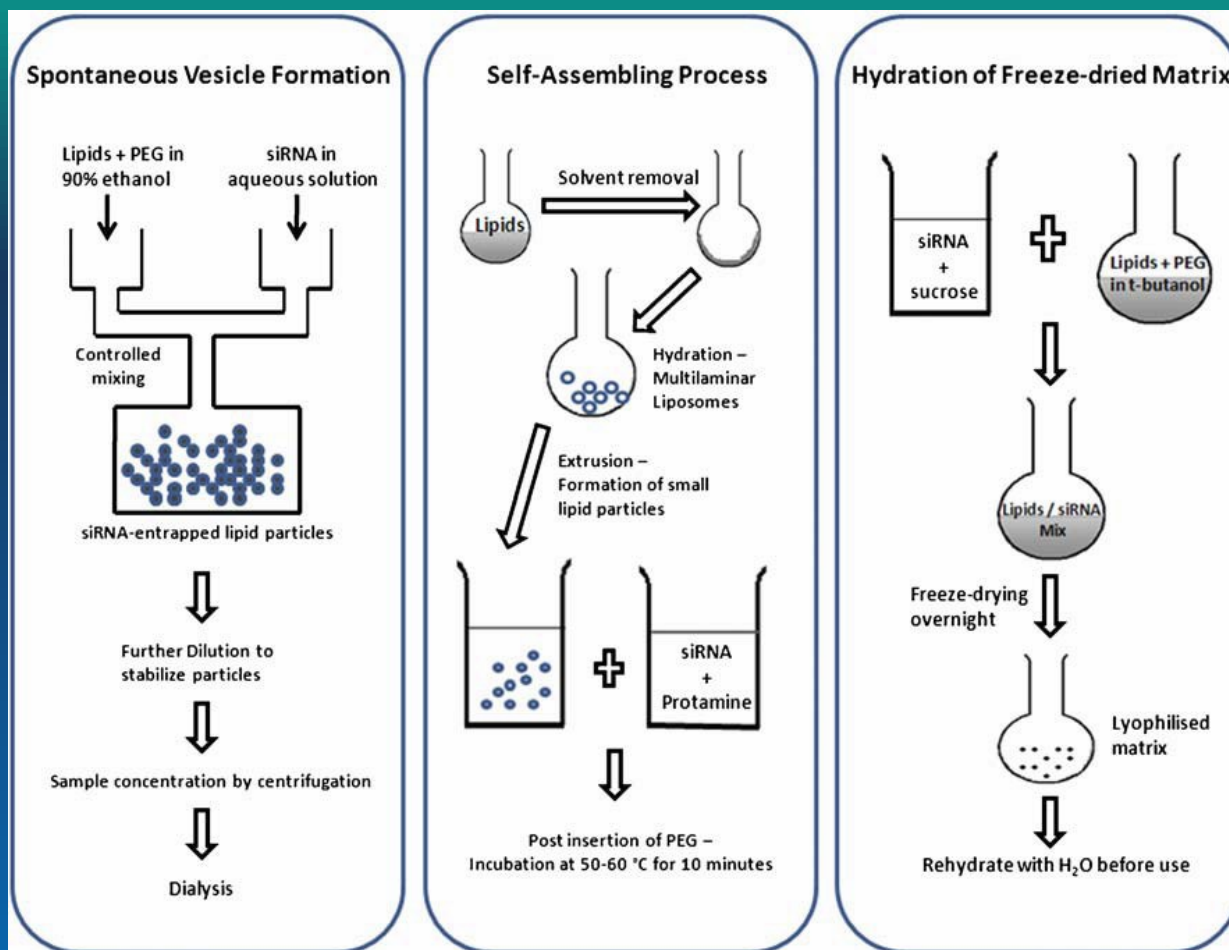 Spontaneous Vesicle Formation
Lipids + PEG in
90% ethanol
siRNA in
aqueous solution
Controlled
mixing
siRNA-entrapped lipid particles
Further Dilution to
stabilize particles
Sample concentration by centrifugation
Dialysis
Self-Assembling Process
Solvent removal
Lipids
Hydration –
Multilaminar
Liposomes
Extrusion –
Formation of small
lipid particles
siRNA
+
Protamine
Post insertion of PEG –
Incubation at 50-60 °C for 10 minutes
Hydration of Freeze-dried Matrix
siRNA
+
sucrose
Lipids + PEG
in t-butanol
Lipids / siRNA
Mix
Freeze-drying
overnight
Lyophilised
matrix
Rehydrate with H₂O before use